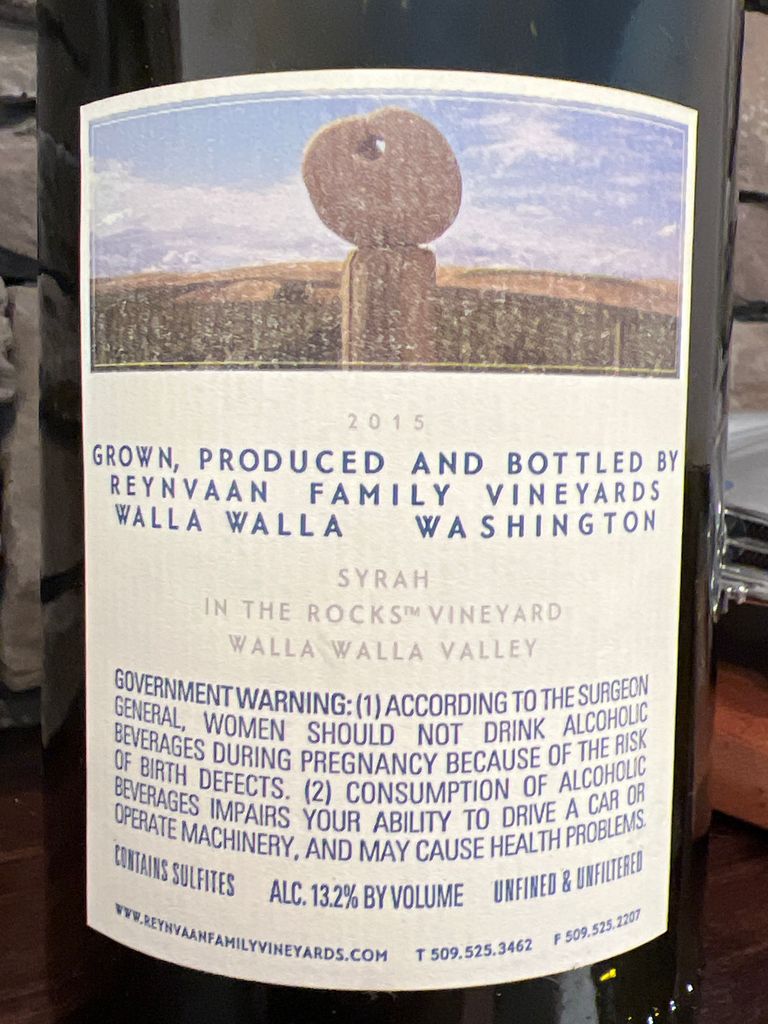 2015
GROWN, PRODUCED AND BOTTLED BY
REYNVAAN FAMILY VINEYARDS
WALLA WALLA WASHINGTON
SYRAH
IN THE ROCKS™ VINEYARD
WALLA WALLA VALLEY
GOVERNMENT WARNING: (1) ACCORDING TO THE SURGEON
GENERAL, WOMEN SHOULD NOT DRINK ALCOHOLIC
BEVERAGES DURING PREGNANCY BECAUSE OF THE RISK
OF BIRTH DEFECTS. (2) CONSUMPTION OF ALCOHOLIC
BEVERAGES IMPAIRS YOUR ABILITY TO DRIVE A CAR OR
OPERATE MACHINERY, AND MAY CAUSE HEALTH PROBLEMS.
CONTAINS SULFITES ALC. 13.2% BY VOLUME UNFINED & UNFILTERED
WWW.REYNVAANFAMILYVINEYARDS.COM T 509.525.3462 F 509.525.2207